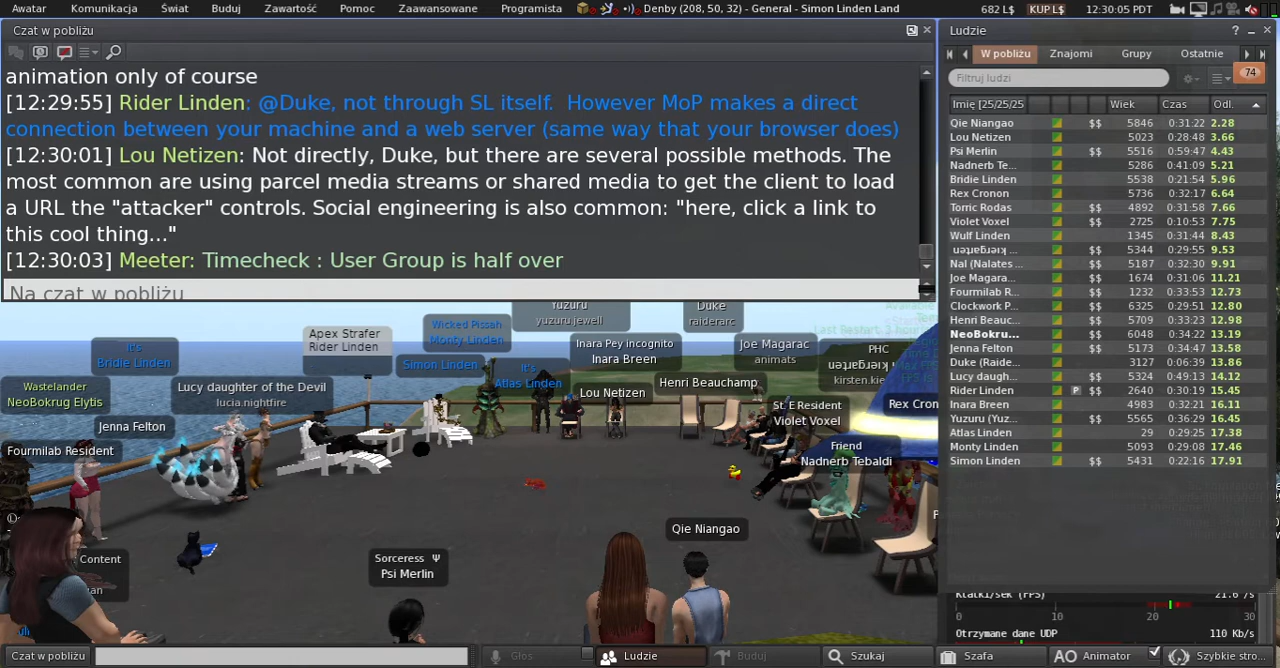 Awatar Komunikacja Świat Buduj Zawartość Pomoc Zaawansowane Programista Denby (208, 50, 32) - General - Simon Linden Land 682 L$ KUP L$ 12:30:05 PDT
Czat w pobliżu
animation only of course
[12:29:55] Rider Linden: @Duke, not through SL itself.  However MoP makes a direct
connection between your machine and a web server (same way that your browser does)
[12:30:01] Lou Netizen: Not directly, Duke, but there are several possible methods. The
most common are using parcel media streams or shared media to get the client to load
a URL the "attacker" controls. Social engineering is also common: "here, click a link to
this cool thing..."
[12:30:03] Meeter: Timecheck : User Group is half over
Na czat w pobliżu
Ludzie
W pobliżu Znajomi Grupy Ostatnie
Filtruj ludzi
74
Imię [25/25/25 Wiek Czas Odl.
Qie Niangao $$ 5846 0:31:22 2.28
Lou Netizen 5023 0:28:48 3.66
Psi Merlin $$ 5516 0:59:47 4.43
Nadnerb Te... 5286 0:41:09 5.21
Bridie Linden 5538 0:21:54 5.96
Rex Cronon 5736 0:32:17 6.64
Torric Rodas 4892 0:31:58 7.66
Violet Voxel $$ 2725 0:10:53 7.75
Wulf Linden 1345 0:31:44 8.43
$$ 5344 0:29:55 9.53
Nal (Nalates ... $$ 5187 0:32:30 9.91
Joe Magara... $$ 1674 0:31:06 11.21
Fourmilab R... $$ 1232 0:33:53 12.73
Clockwork P... $$ 6325 0:29:51 12.80
Henri Beauc... $$ 5709 0:33:23 12.98
NeoBokru... $$ 6048 0:34:22 13.19
Jenna Felton $$ 5173 0:34:47 13.58
Duke (Raide... 3127 0:06:39 13.86
Lucy daugh... $$ 5324 0:49:13 14.12
Rider Linden P $$ 2640 0:30:19 15.45
Inara Breen 4983 0:32:21 16.11
Yuzuru (Yuz... $$ 5565 0:36:29 16.45
Atlas Linden 29 0:29:25 17.38
Monty Linden 5093 0:29:08 17.46
Simon Linden $$ 5431 0:22:16 17.91
Yuzuru
yuzuru.jewell
Duke
raiderarc
Wicked Pissah
Monty Linden
Apex Strafer
Rider Linden
It's
Bridie Linden
Simon Linden
It's
Atlas Linden
Inara Pey incognito
Inara Breen
Joe Magarac
animats
PHC
kirsten.kie
Wastelander
NeoBokrug Elytis
Lucy daughter of the Devil
lucia.nightfire
Lou Netizen
Henri Beauchamp
St. E Resident
Violet Voxel
Rex Cron
Jenna Felton
Fourmilab Resident
Friend
Nadnerb Tebaldi
Qie Niangao
Content
Sorceress Ψ
Psi Merlin
Klatki/sek (FPS) 21.6 /s
0 10 20 30
Otrzymane dane UDP 110 Kb/s
Czat w pobliżu Głos Ludzie Buduj Szukaj Szafa AO Animator Szybkie stro...